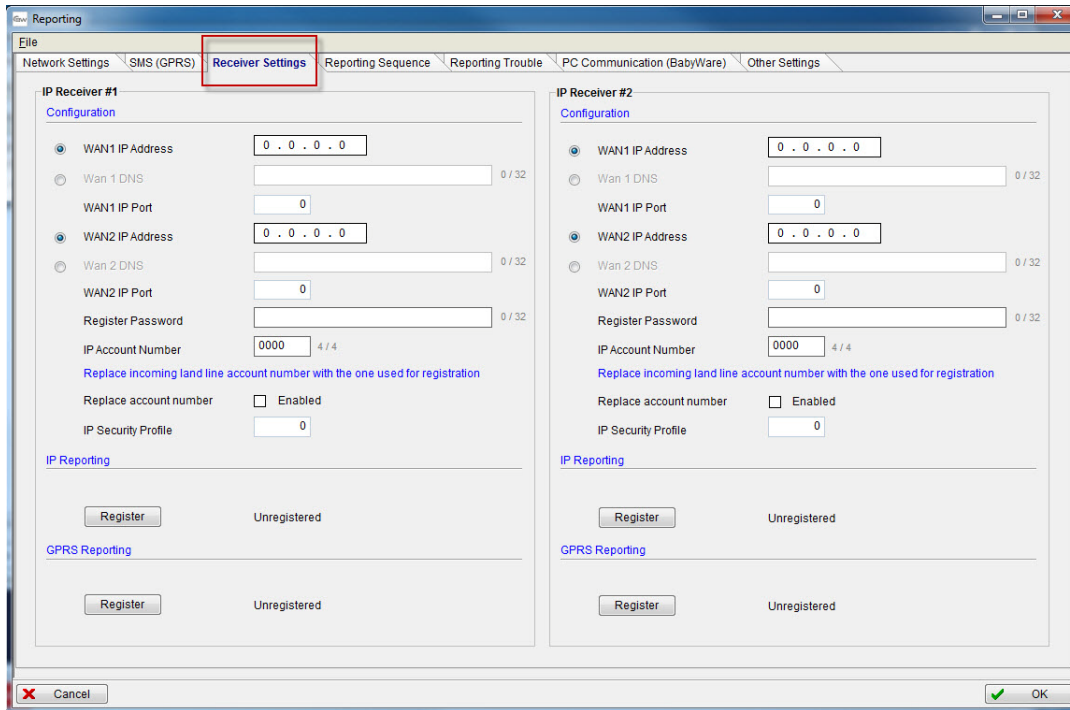 Reporting
File
Network Settings SMS (GPRS) Receiver Settings Reporting Sequence Reporting Trouble PC Communication (BabyWare) Other Settings
IP Receiver #1
Configuration
WAN1 IP Address 0 . 0 . 0 . 0
Wan 1 DNS 0 / 32
WAN1 IP Port 0
WAN2 IP Address 0 . 0 . 0 . 0
Wan 2 DNS 0 / 32
WAN2 IP Port 0
Register Password 0 / 32
IP Account Number 0000 4 / 4
Replace incoming land line account number with the one used for registration
Replace account number Enabled
IP Security Profile 0
IP Reporting
Register Unregistered
GPRS Reporting
Register Unregistered
IP Receiver #2
Configuration
WAN1 IP Address 0 . 0 . 0 . 0
Wan 1 DNS 0 / 32
WAN1 IP Port 0
WAN2 IP Address 0 . 0 . 0 . 0
Wan 2 DNS 0 / 32
WAN2 IP Port 0
Register Password 0 / 32
IP Account Number 0000 4 / 4
Replace incoming land line account number with the one used for registration
Replace account number Enabled
IP Security Profile 0
IP Reporting
Register Unregistered
GPRS Reporting
Register Unregistered
Cancel OK